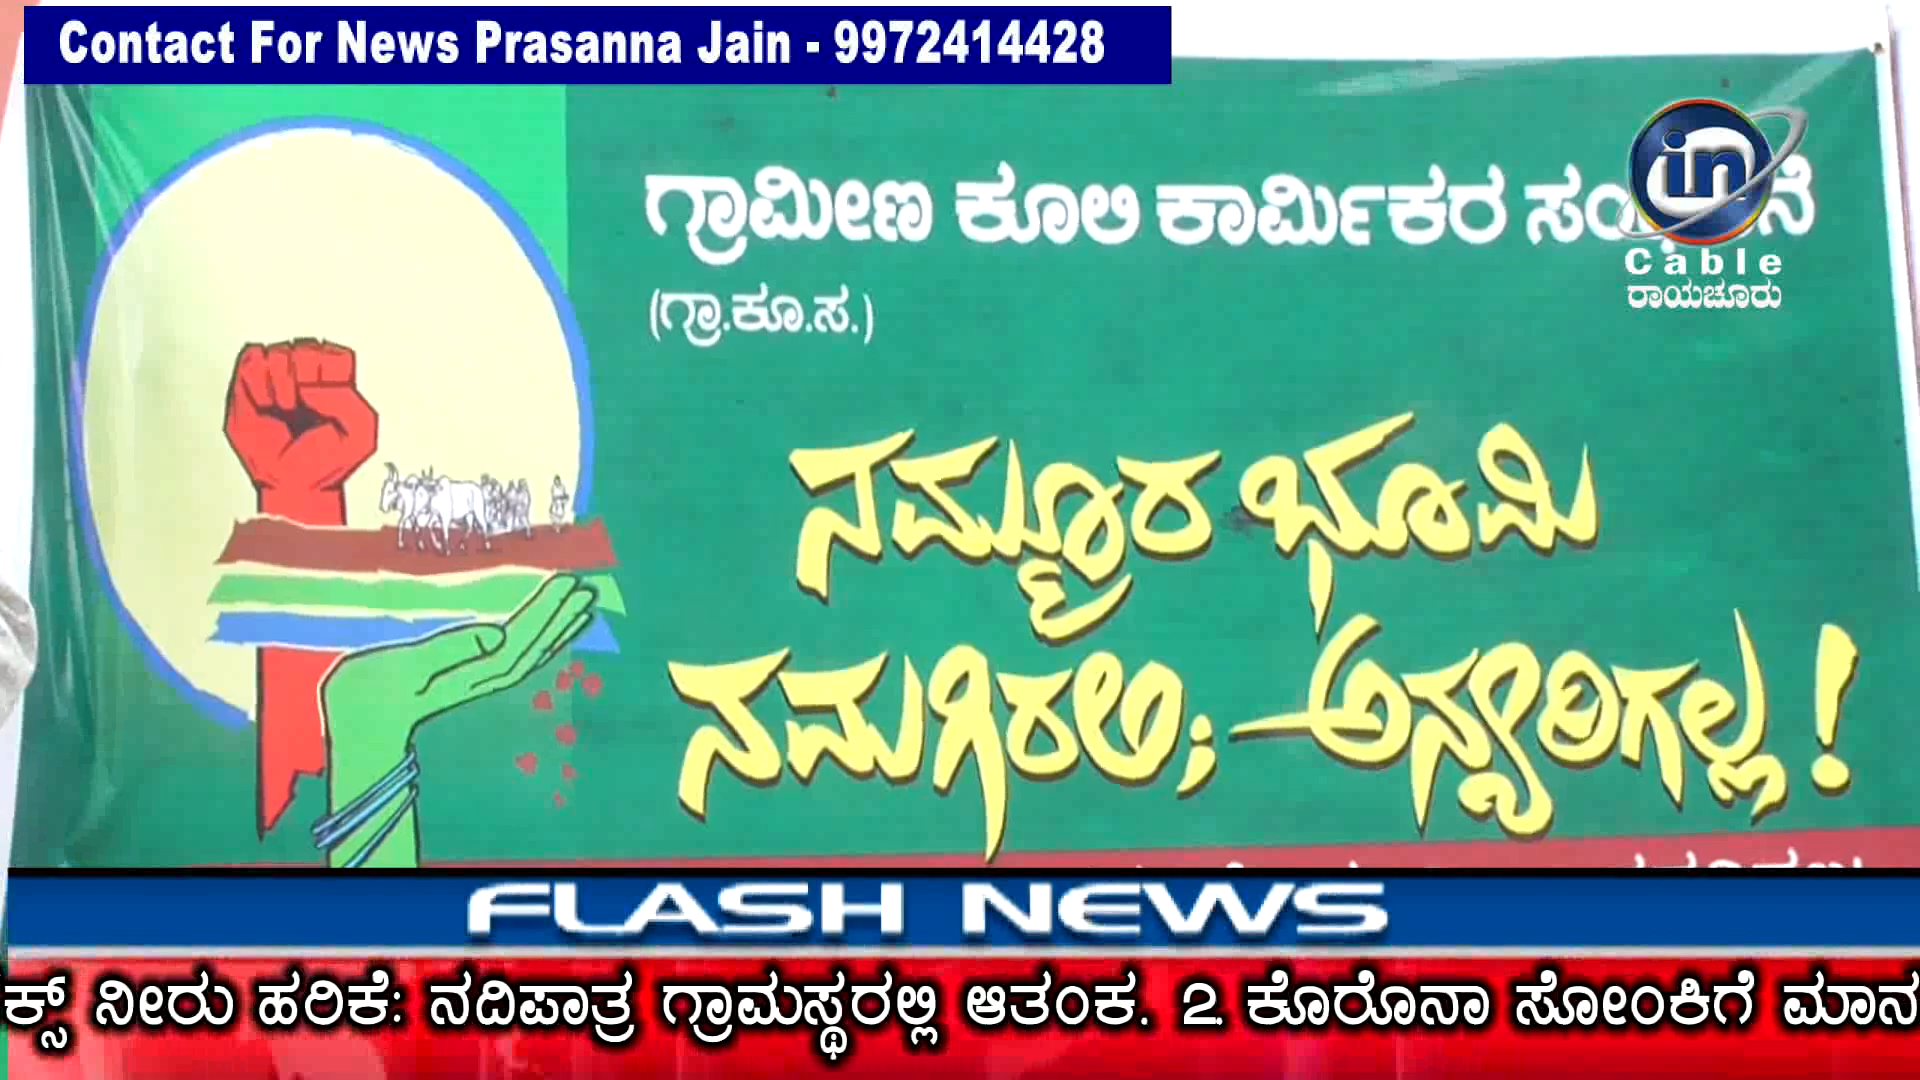 Contact For News Prasanna Jain - 9972414428
ಗ್ರಾಮೀಣ ಕೂಲಿ ಕಾರ್ಮಿಕರ
in
Cable
ರಾಯಚೂರು
(ಗ್ರಾ.ಕೂ.ಸ.)
ನಮ್ಮೂರ ಭೂಮಿ
ನಮಗಿರಲಿ; ಅನ್ಯರಿಗಲ್ಲ!
FLASH NEWS
ಕ್ಸ್ ನೀರು ಹರಿಕೆ: ನದಿಪಾತ್ರ ಗ್ರಾಮಸ್ಥರಲ್ಲಿ ಆತಂಕ. 2 ಕೊರೊನಾ ಸೋಂಕಿಗೆ ಮಾನ